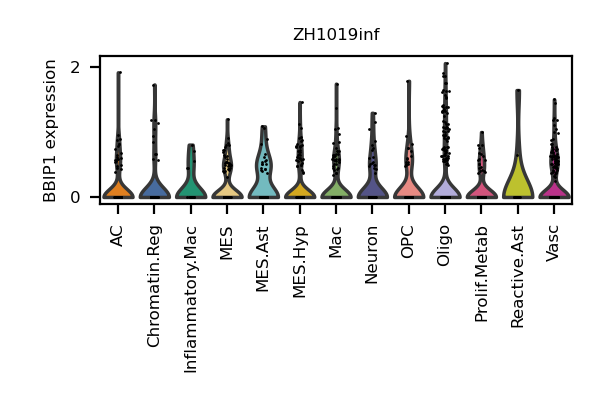 ZH1019inf
BBIP1 expression
2
0
AC
Chromatin.Reg
Inflammatory.Mac
MES
MES.Ast
MES.Hyp
Mac
Neuron
OPC
Oligo
Prolif.Metab
Reactive.Ast
Vasc